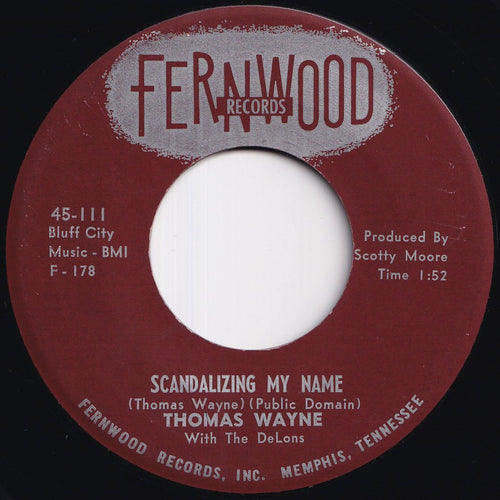 FERNWOOD
RECORDS
45-111
Bluff City
Music - BMI
F - 178
Produced By
Scotty Moore
Time 1:52
SCANDALIZING MY NAME
(Thomas Wayne) (Public Domain)
THOMAS WAYNE
With The DeLons
FERNWOOD RECORDS, INC. MEMPHIS, TENNESSEE